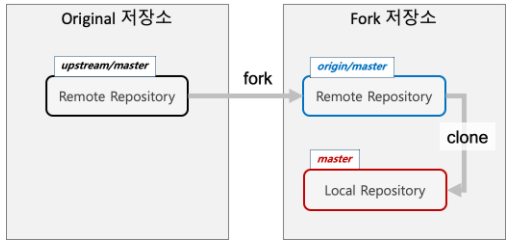 Original 저장소
upstream/master
Remote Repository
fork
Fork 저장소
origin/master
Remote Repository
clone
master
Local Repository